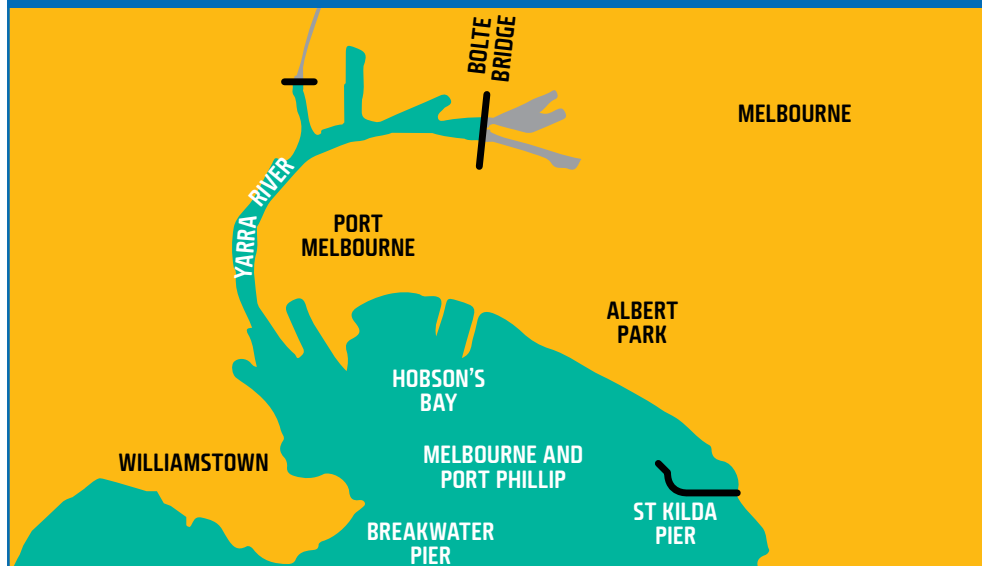 BOLTE
BRIDGE
MELBOURNE
YARRA RIVER
PORT
MELBOURNE
ALBERT
PARK
HOBSON'S
BAY
WILLIAMSTOWN
MELBOURNE AND
PORT PHILLIP
ST KILDA
PIER
BREAKWATER
PIER